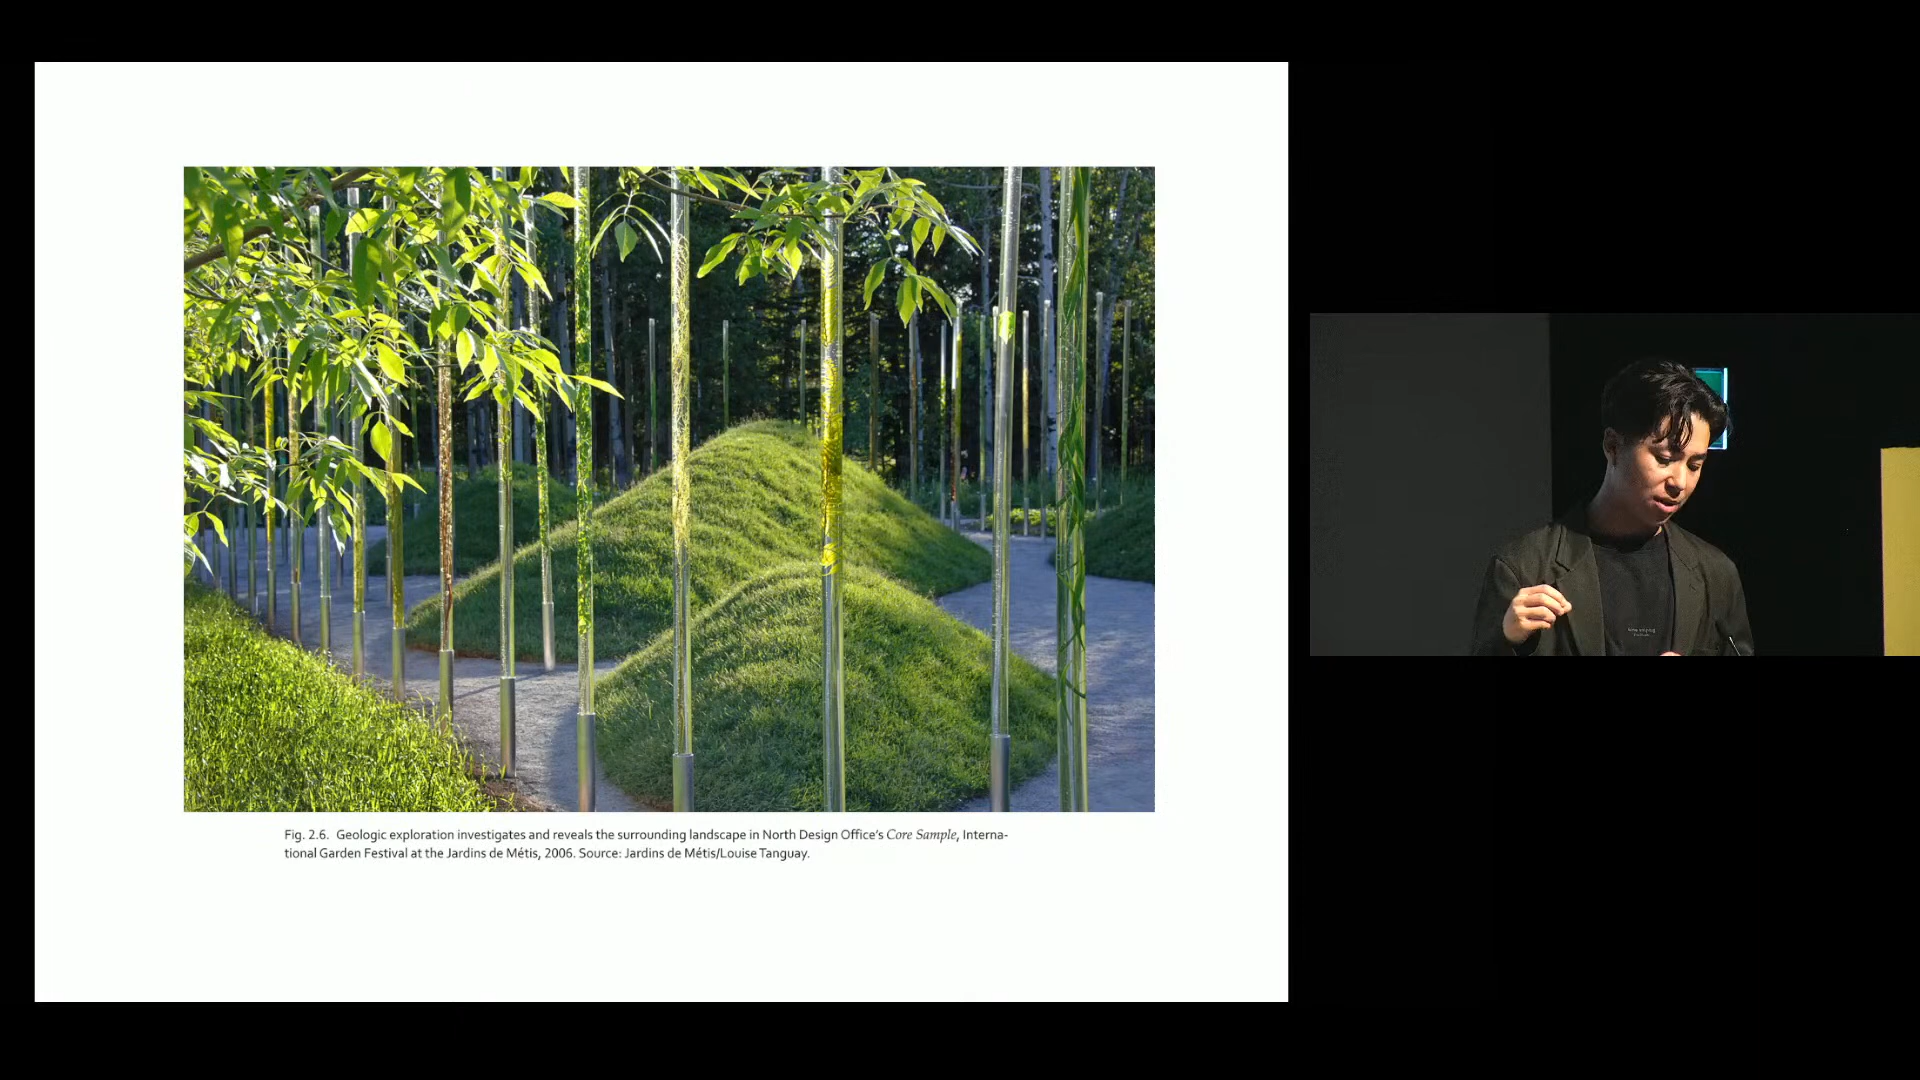 Fig. 2.6. Geologic exploration investigates and reveals the surrounding landscape in North Design Office's Core Sample, Interna-
tional Garden Festival at the Jardins de Métis, 2006. Source: Jardins de Métis/Louise Tanguay.